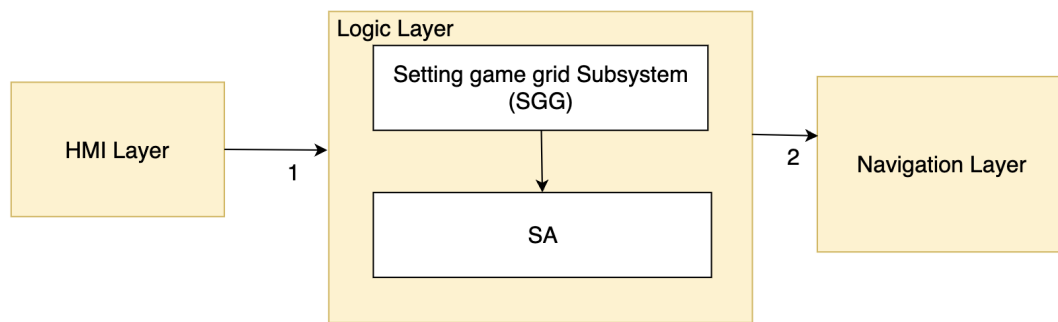 Logic Layer
Setting game grid Subsystem
(SGG)
HMI Layer
1
2
Navigation Layer
SA